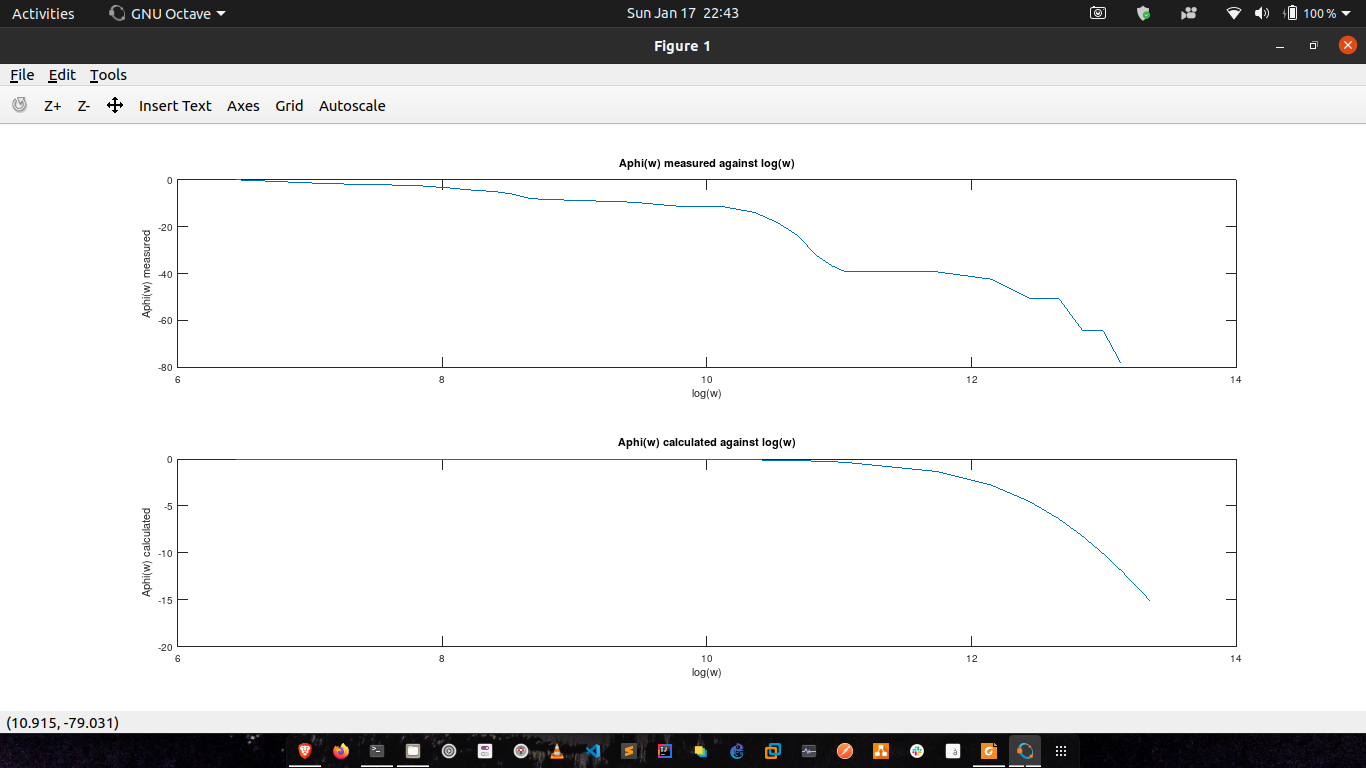 Activities GNU Octave Sun Jan 17 22:43 100 %
Figure 1
File Edit Tools
Z+ Z- Insert Text Axes Grid Autoscale
Aphi(w) measured against log(w)
0
-20
-40
-60
-80
Aphi(w) measured
6 8 10 12 14
log(w)
Aphi(w) calculated against log(w)
0
-5
-10
-15
-20
Aphi(w) calculated
6 8 10 12 14
log(w)
(10.915, -79.031)